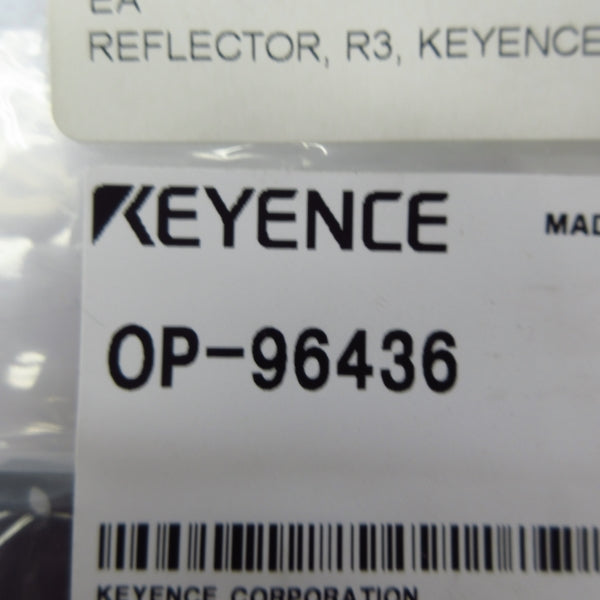 EA
REFLECTOR, R3, KEYENCE
KEYENCE
MAD
OP-96436
KEYENCE CORPORATION